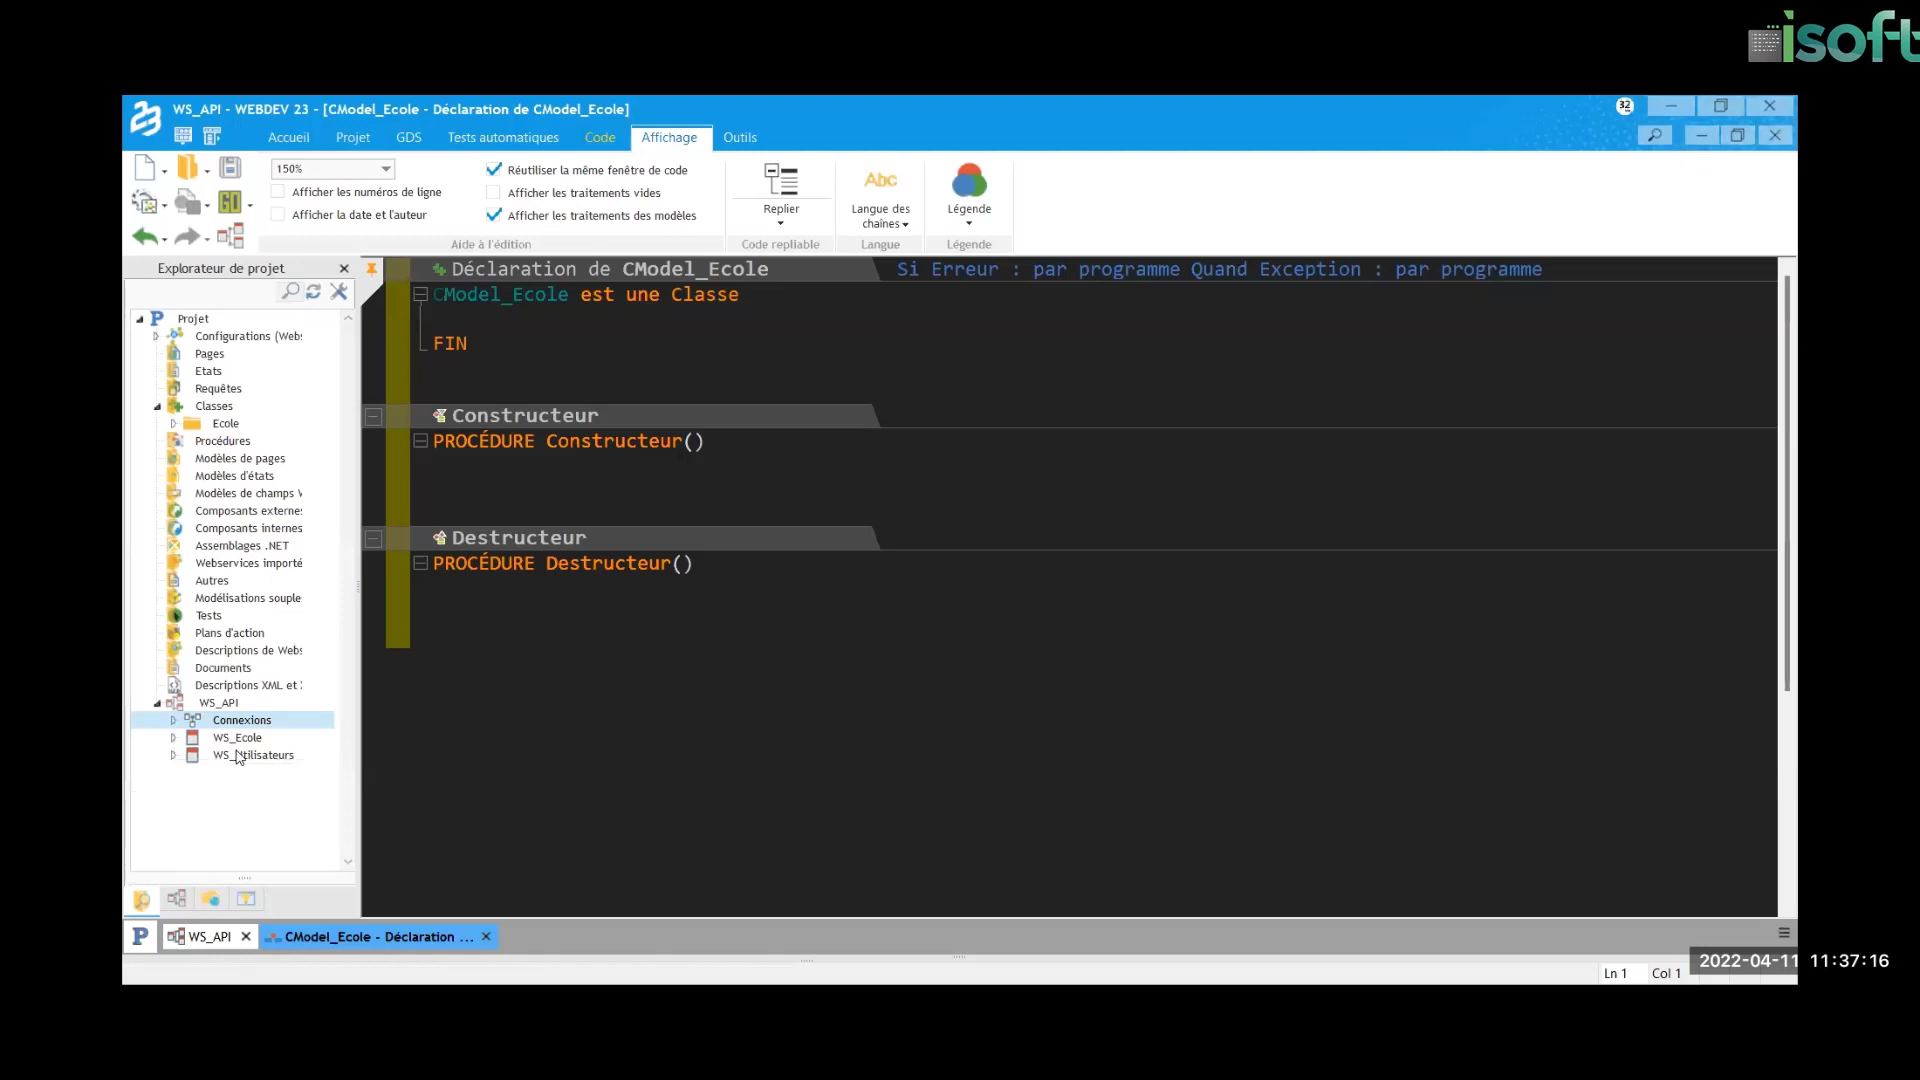 isoft
WS_API - WEBDEV 23 - [CModel_Ecole - Déclaration de CModel_Ecole]
32
Accueil
Projet
GDS
Tests automatiques
Code
Affichage
Outils
150%
Afficher les numéros de ligne
Afficher la date et l'auteur
Réutiliser la même fenêtre de code
Afficher les traitements vides
Afficher les traitements des modèles
Aide à l'édition
Replier
Code repliable
Abc
Langue des
chaînes
Langue
Légende
Légende
GO
Explorateur de projet
Projet
Configurations (Webs
Pages
Etats
Requêtes
Classes
Ecole
Procédures
Modèles de pages
Modèles d'états
Modèles de champs
Composants externes
Composants internes
Assemblages .NET
Webservices importé
Autres
Modélisations souple
Tests
Plans d'action
Descriptions de Webs
Documents
Descriptions XML et
WS_API
Connexions
WS_Ecole
WS_Utilisateurs
Déclaration de CModel_Ecole
Si Erreur : par programme Quand Exception : par programme
CModel_Ecole est une Classe
FIN
Constructeur
PROCÉDURE Constructeur()
Destructeur
PROCÉDURE Destructeur()
P
WS_API
CModel_Ecole - Déclaration ...
2022-04-11 11:37:16
Ln 1
Col 1